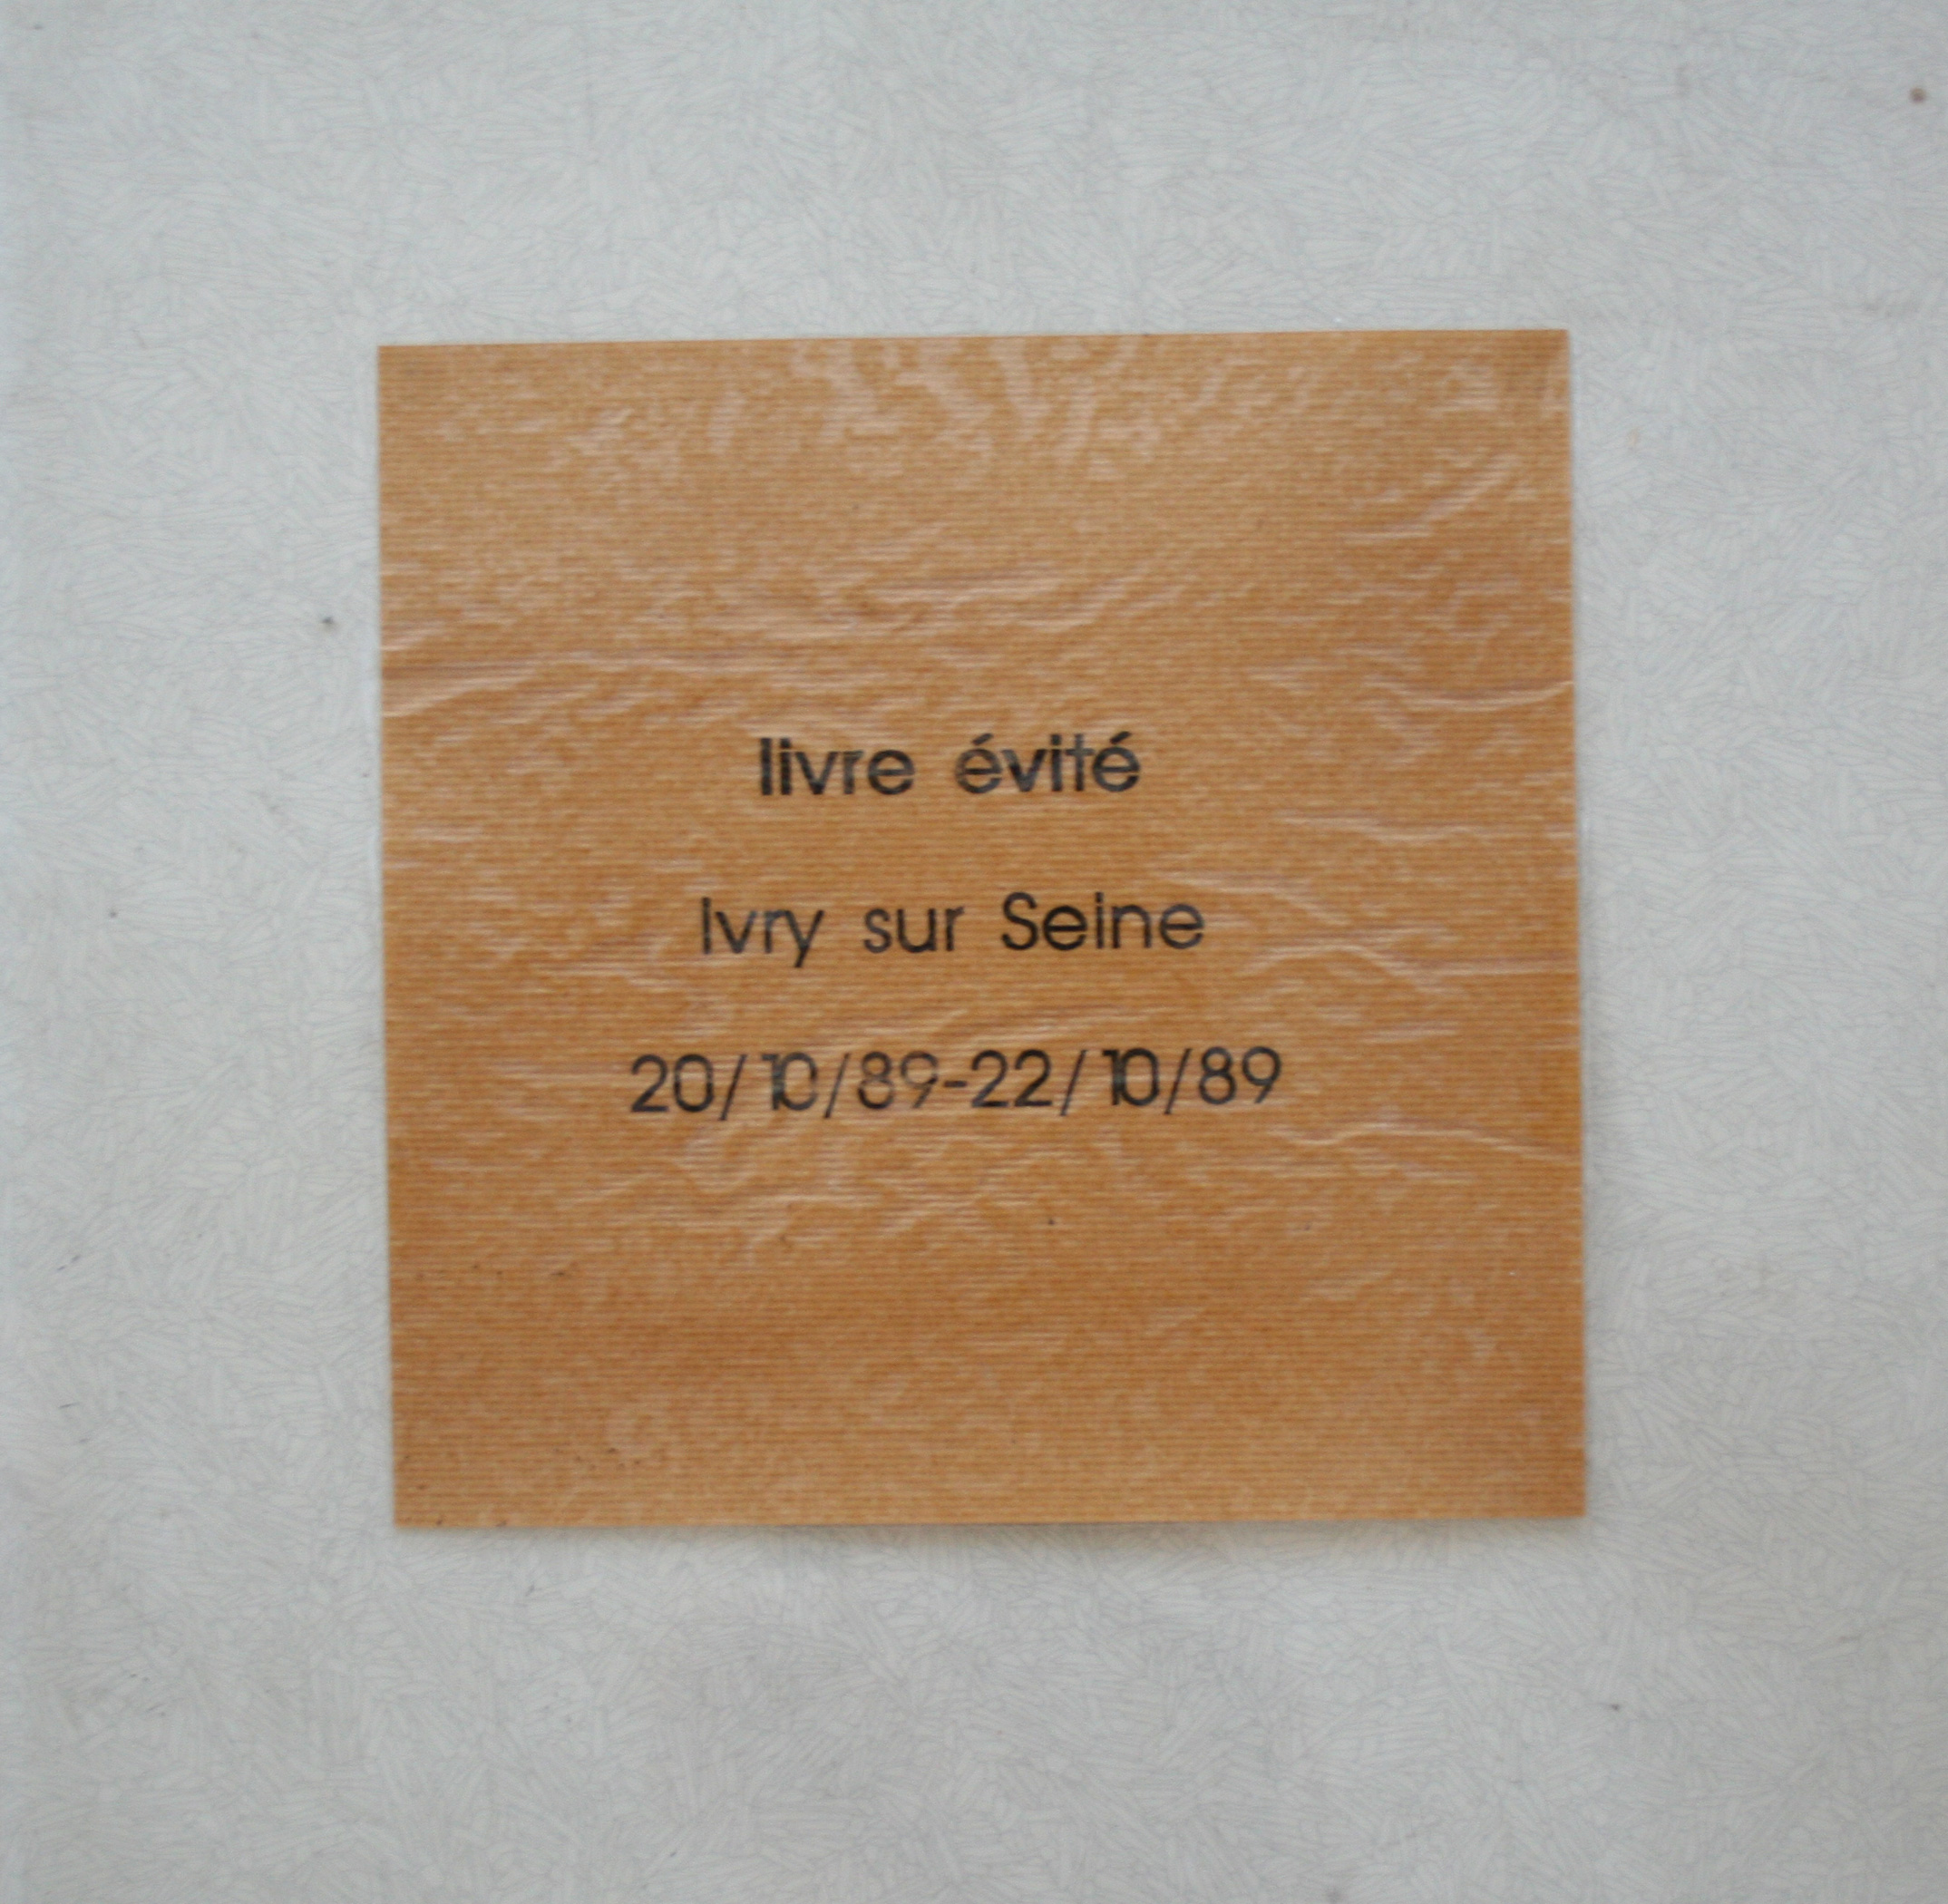 livre évité
Ivry sur Seine
20/10/89-22/10/89